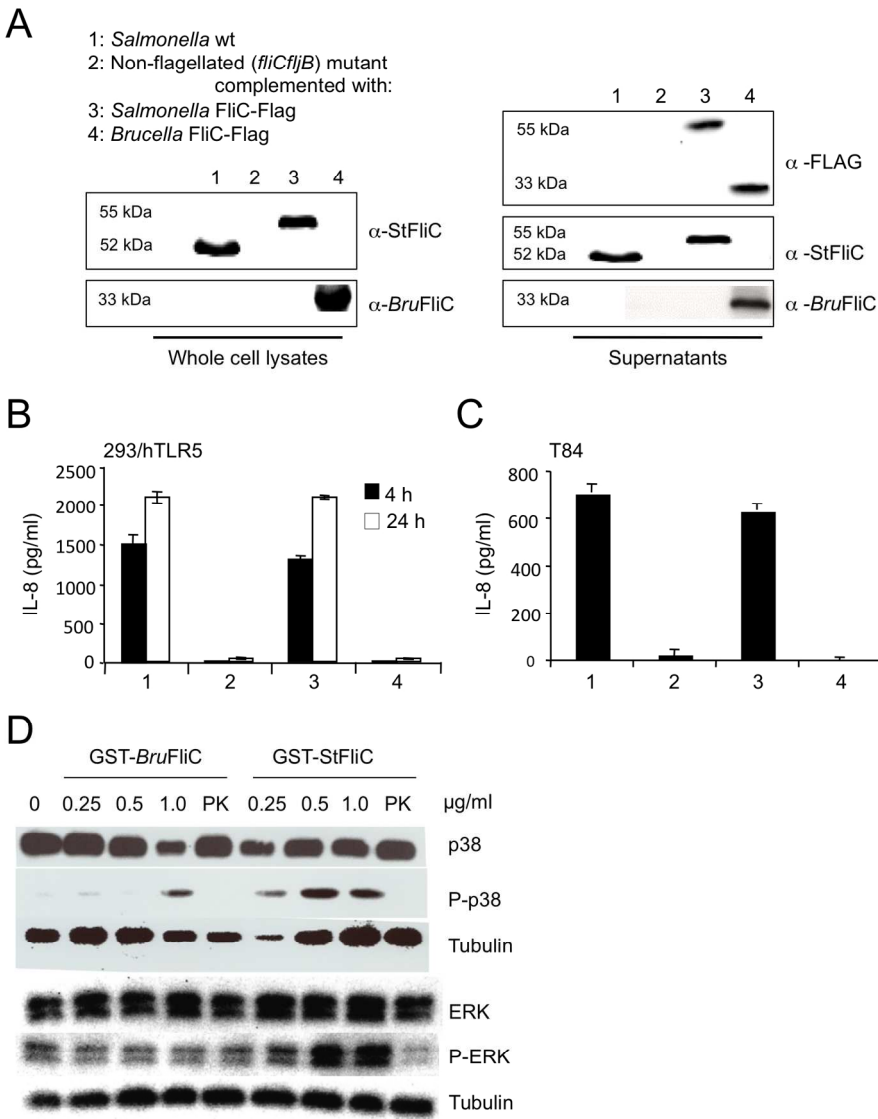 A
1: Salmonella wt
2: Non-flagellated (fliCfljB) mutant
complemented with:
3: Salmonella FliC-Flag
4: Brucella FliC-Flag
1 2 3 4
55 kDa
52 kDa
α-StFliC
33 kDa
α-BruFliC
Whole cell lysates
1 2 3 4
55 kDa
33 kDa
α -FLAG
55 kDa
52 kDa
α -StFliC
33 kDa
α -BruFliC
Supernatants
B
293/hTLR5
IL-8 (pg/ml)
2500
2000
1500
1000
500
0
4 h
24 h
1 2 3 4
C
T84
IL-8 (pg/ml)
800
600
400
200
0
1 2 3 4
D
GST-BruFliC GST-StFliC
0 0.25 0.5 1.0 PK 0.25 0.5 1.0 PK µg/ml
p38
P-p38
Tubulin
ERK
P-ERK
Tubulin